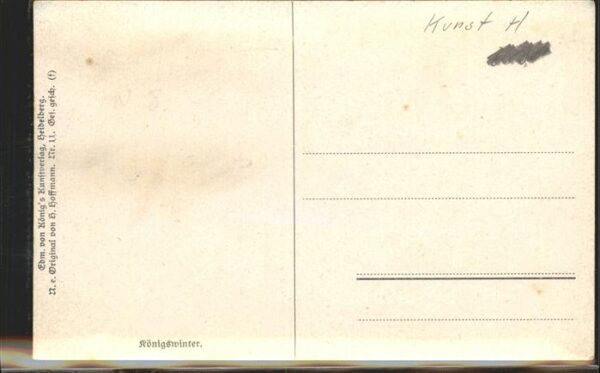 Kunst H
Edm. von König's Kunstverlag, Heidelberg.
N. e. Original von H. Hoffmann. Nr. 11. Ges. gesch. (f)
Königswinter.